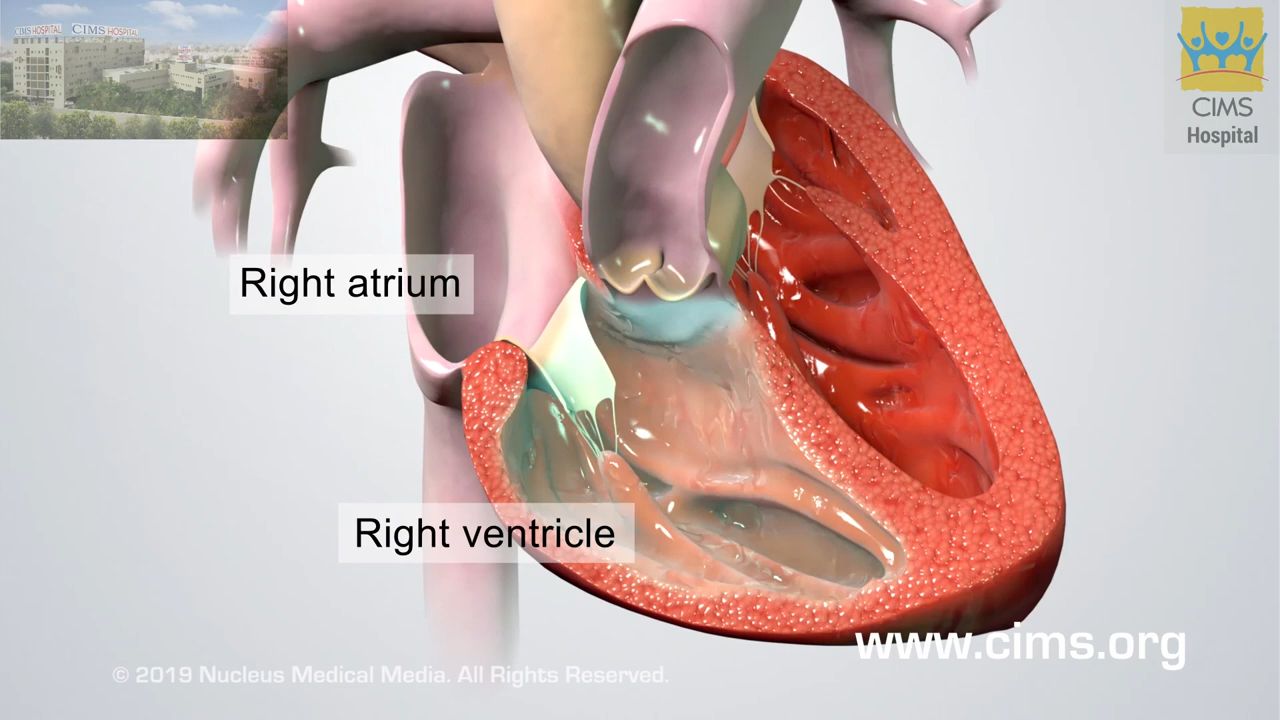 CIMS HOSPITAL CIMS HOSPITAL
CIMS
Hospital
Right atrium
Right ventricle
www.cims.org
© 2019 Nucleus Medical Media. All Rights Reserved.